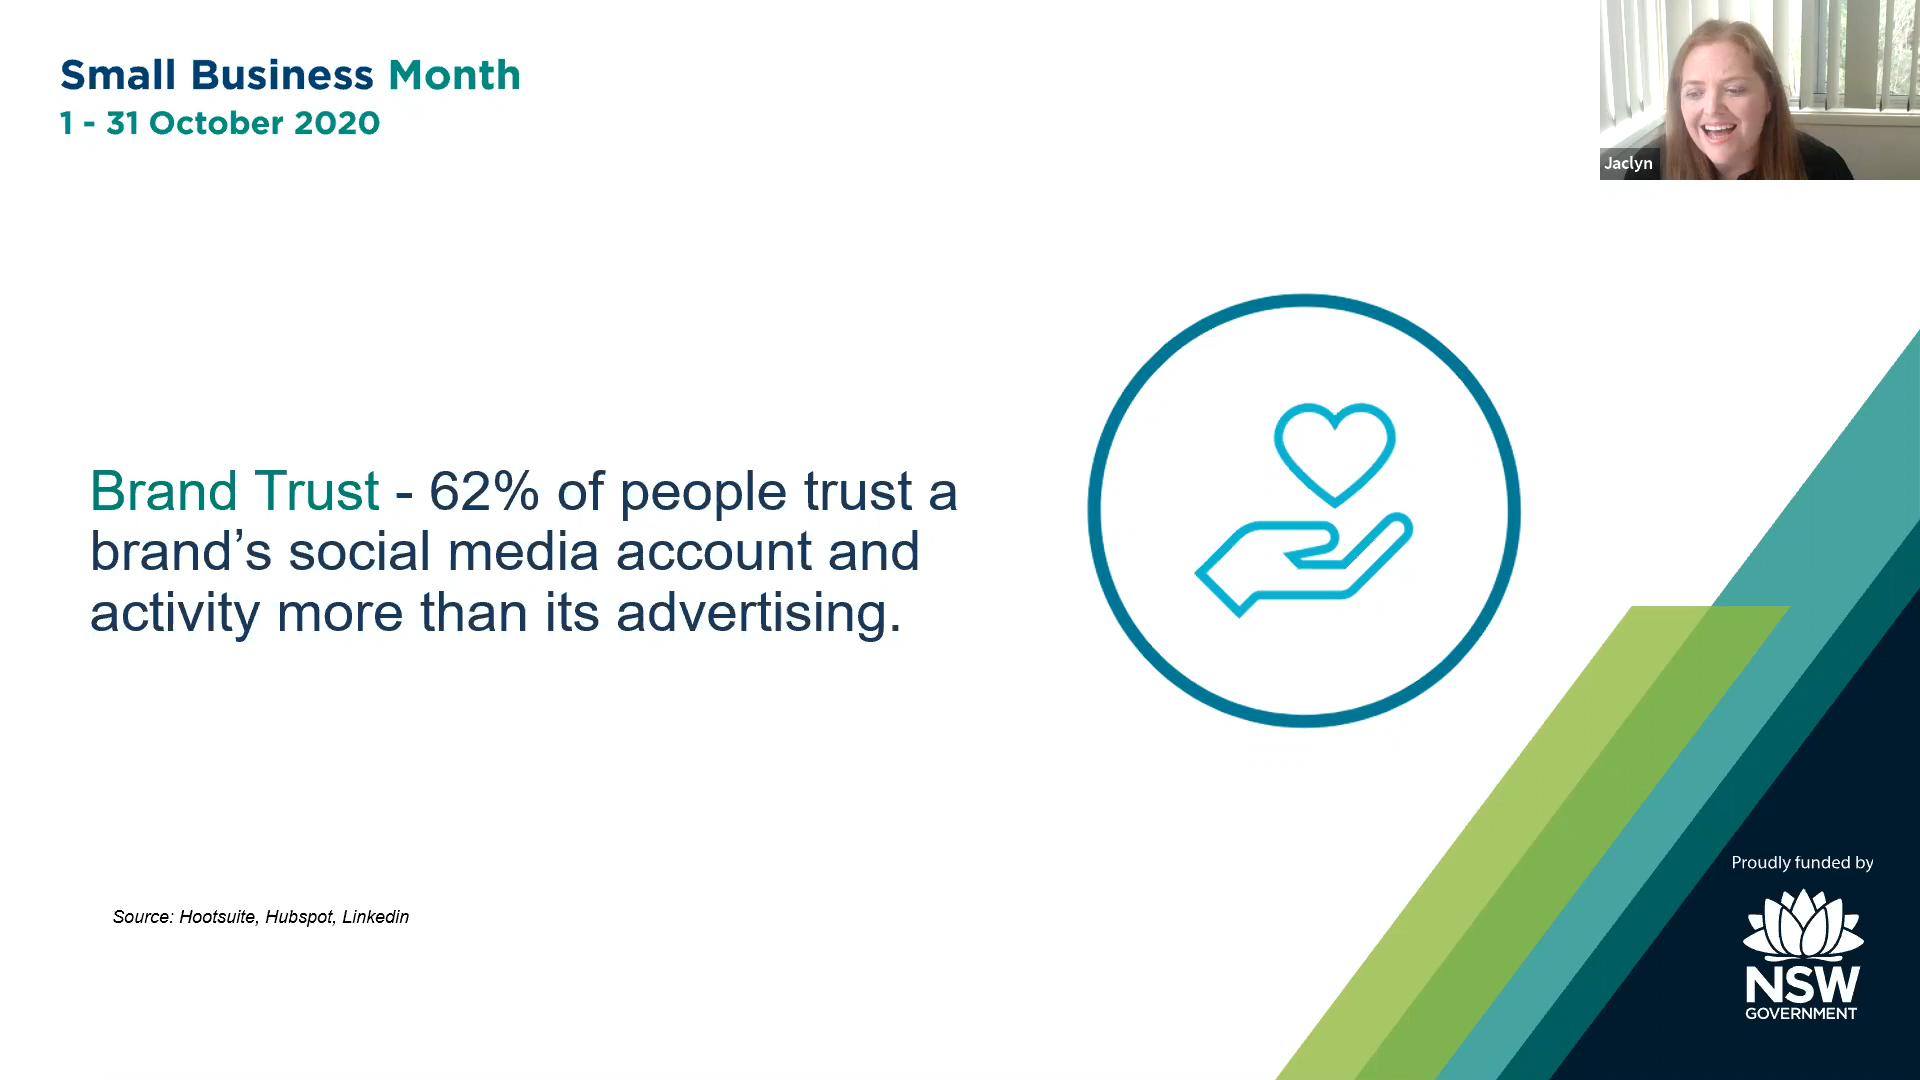 Small Business Month
1 - 31 October 2020
Jaclyn
Brand Trust - 62% of people trust a
brand’s social media account and
activity more than its advertising.
Source: Hootsuite, Hubspot, Linkedin
Proudly funded by
NSW
GOVERNMENT